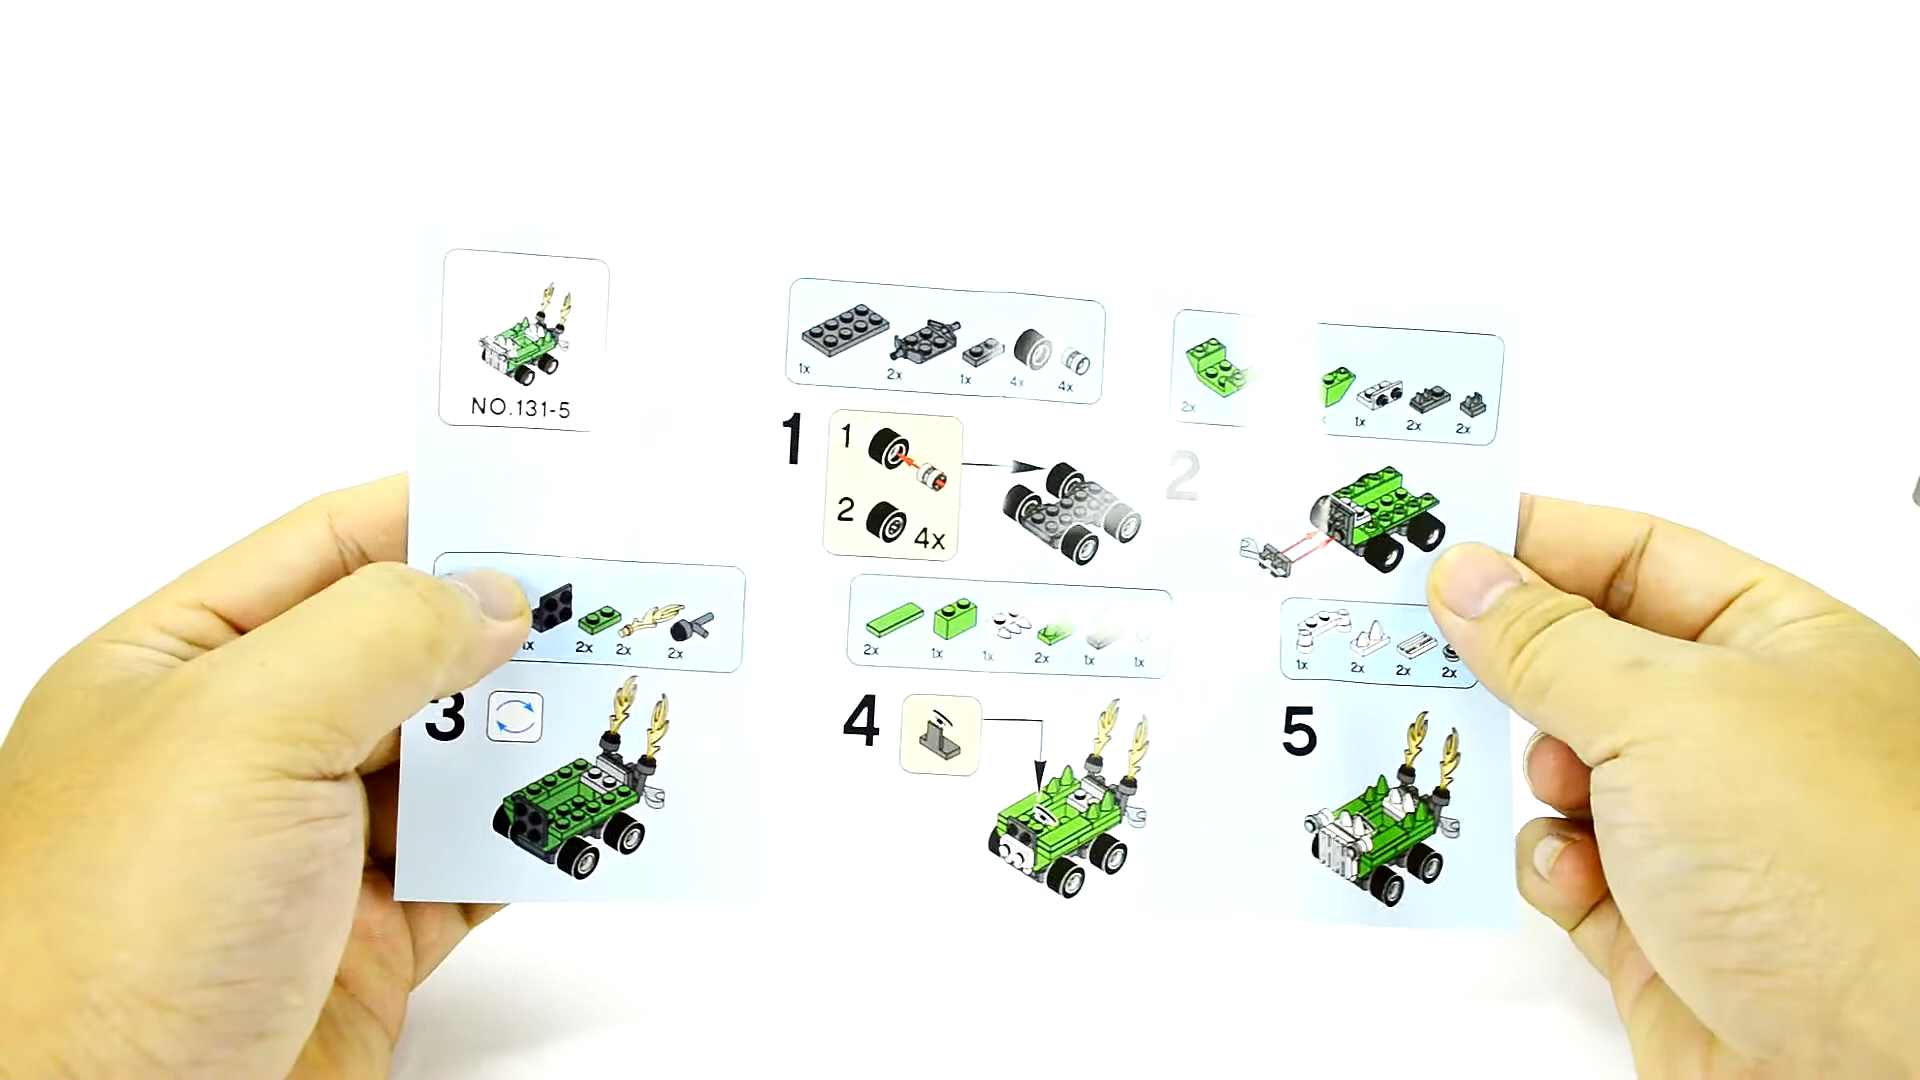 NO.131-5
1x 2x 1x 4x 4x
1
1
2
4x
2x
1x 2x 2x
2
2x 2x 2x
3
2x 1x 1x 2x 1x 1x
4
1x 2x 2x 2x
5